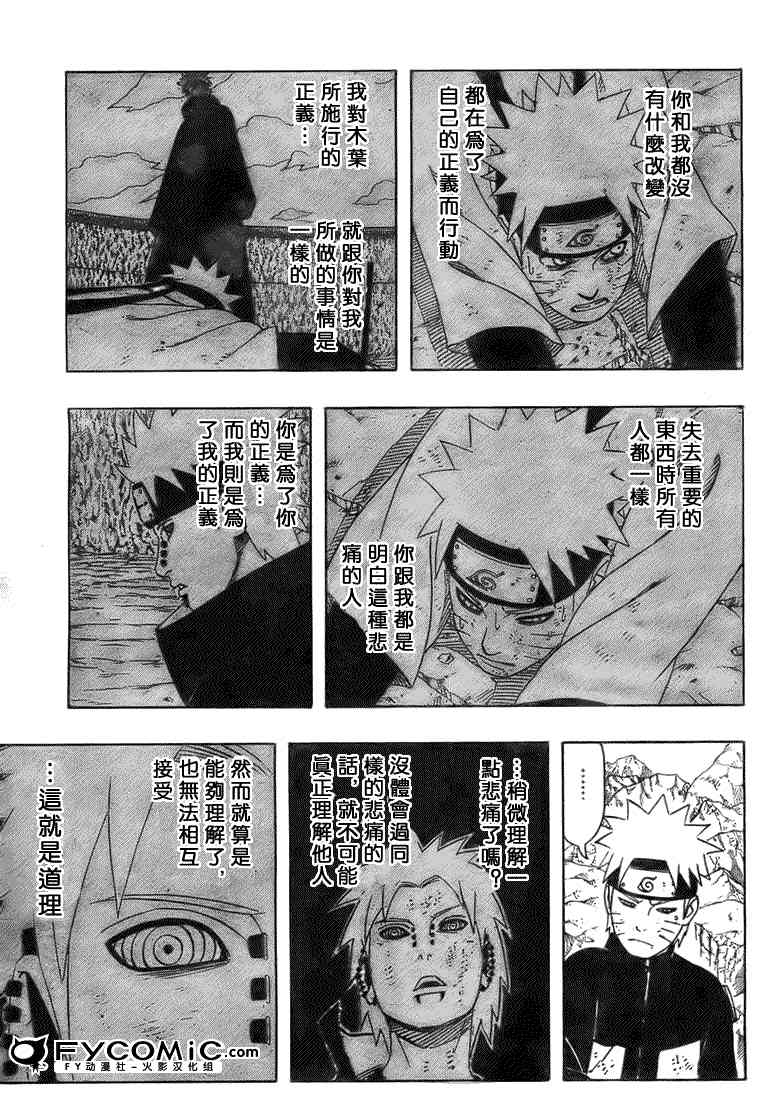 你和我都沒
有什麼改變
都在為了
自己的正義而行動
我對木葉
所施行的
正義…
就跟你對我
所做的事情是
一樣的
失去重要的
東西時所有
人都一樣
你跟我都是
明白這種悲
痛的人
你是為了你
的正義…
而我則是為
了我的正義
……
…稍微理解一
點悲痛了嗎?
沒體會過同
樣的悲痛的
話,就不可能
真正理解他人
然而就算是
能夠理解了,
也無法相互
接受
…這就是道理
FYCOMIC.com
FY动漫社-火影汉化组